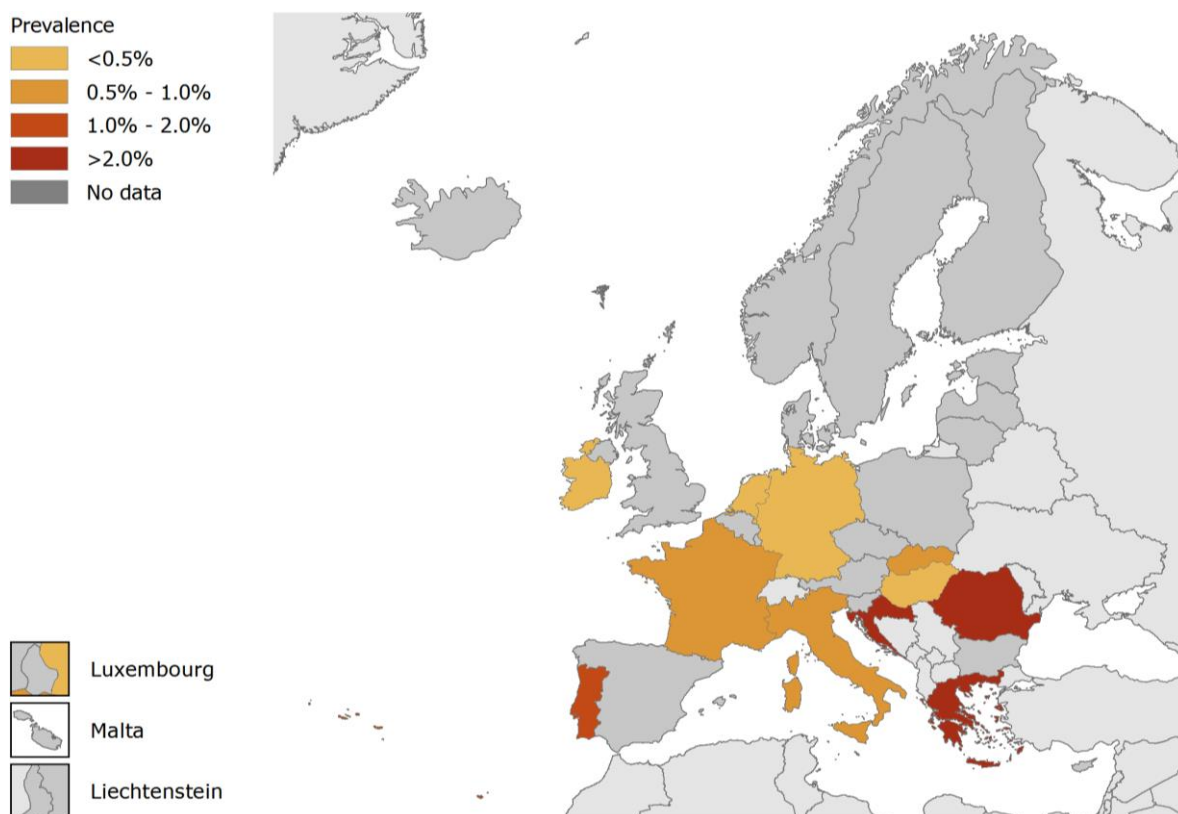 Prevalence
<0.5%
0.5% - 1.0%
1.0% - 2.0%
>2.0%
No data
Luxembourg
Malta
Liechtenstein